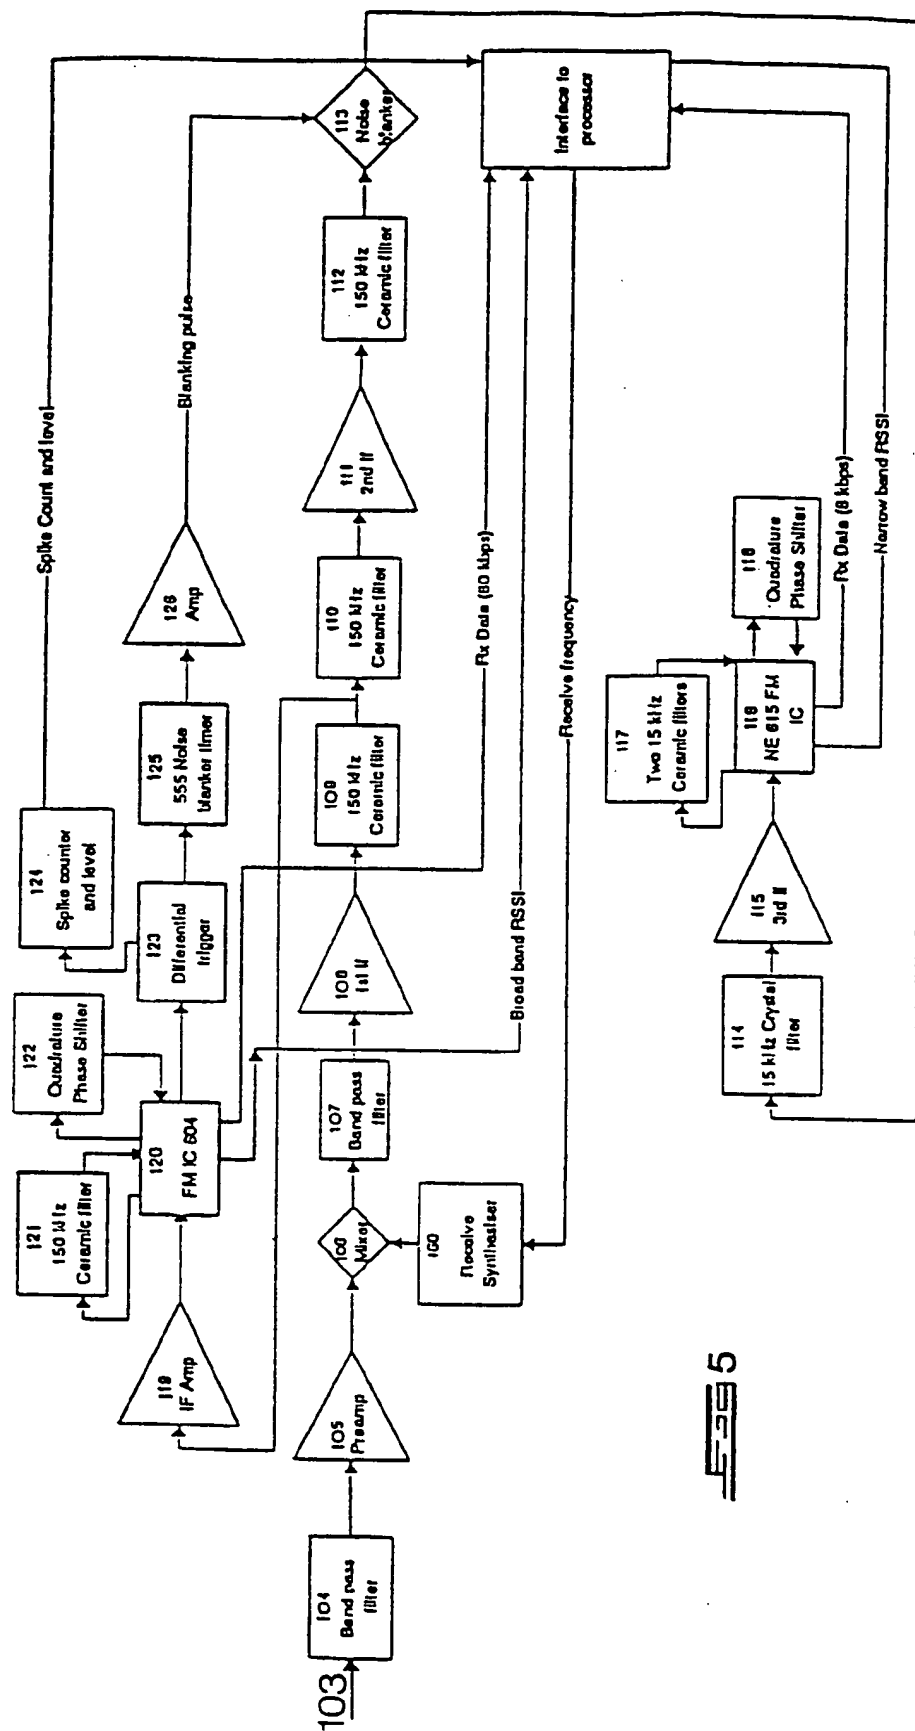 Spike Count and level
Blanking pulse
124
Spike counter
and level
125
555 Noise
blanker timer
126
Amp
113
Noise
blanker
Interface to
processor
122
Quadrature
Phase Shifter
123
Differential
trigger
121
150 kHz
Ceramic filter
120
FM IC 604
119
IF Amp
109
150 kHz
Ceramic filter
110
150 kHz
Ceramic filter
111
2nd If
112
150 kHz
Ceramic filter
Rx Data (80 kbps)
Broad band RSSI
Receive frequency
103
104
Band pass
filter
105
Preamp
Mixer
107
Band pass
filter
108
1st If
Receive
Synthesiser
114
15 kHz Crystal
filter
115
3rd If
117
Two 15 kHz
Ceramic filters
116
NE 615 FM
IC
118
Quadrature
Phase Shifter
Rx Data (8 kbps)
Narrow band RSSI
5